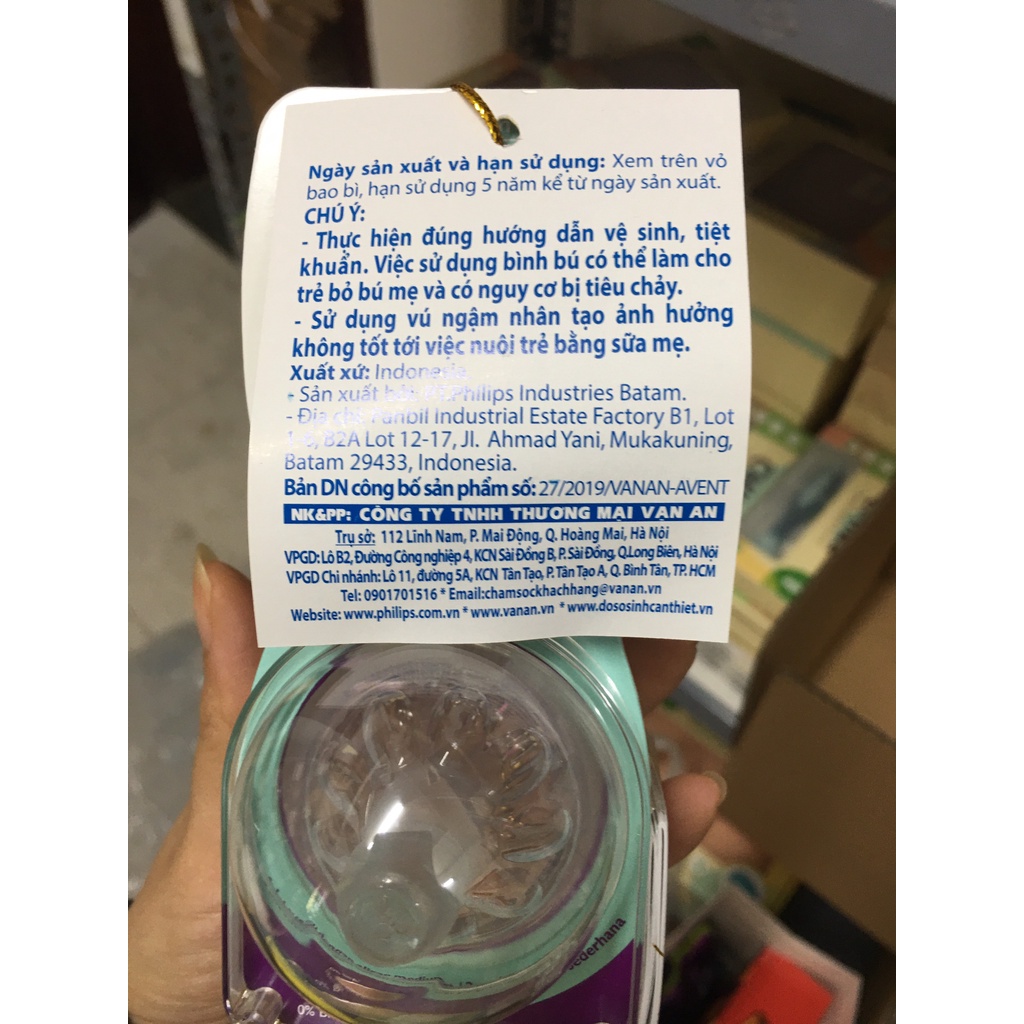 Ngày sản xuất và hạn sử dụng: Xem trên vỏ
bao bì, hạn sử dụng 5 năm kể từ ngày sản xuất.
CHÚ Ý:
- Thực hiện đúng hướng dẫn vệ sinh, tiệt
khuẩn. Việc sử dụng bình bú có thể làm cho
trẻ bỏ bú mẹ và có nguy cơ bị tiêu chảy.
- Sử dụng vú ngậm nhân tạo ảnh hưởng
không tốt tới việc nuôi trẻ bằng sữa mẹ.
Xuất xứ: Indonesia.
- Sản xuất bởi: PT.Philips Industries Batam.
- Địa chỉ: Panbil Industrial Estate Factory B1, Lot
B2A Lot 12-17, Jl. Ahmad Yani, Mukakuning,
Batam 29433, Indonesia.
Bản DN công bố sản phẩm số: 27/2019/VANAN-AVENT
NK&PP: CÔNG TY TNHH THƯƠNG MẠI VẠN AN
Trụ sở: 112 Lĩnh Nam, P. Mai Động, Q. Hoàng Mai, Hà Nội
VPGD: Lô B2, Đường Công nghiệp 4, KCN Sài Đồng B, P. Sài Đồng, Q.Long Biên, Hà Nội
VPGD Chi nhánh: Lô 11, đường 5A, KCN Tân Tạo, P. Tân Tạo A, Q. Bình Tân, TP. HCM
Tel: 0901701516 * Email:chamsockhachhang@vanan.vn
Website: www.philips.com.vn * www.vanan.vn * www.dososinhcanthiet.vn
0%